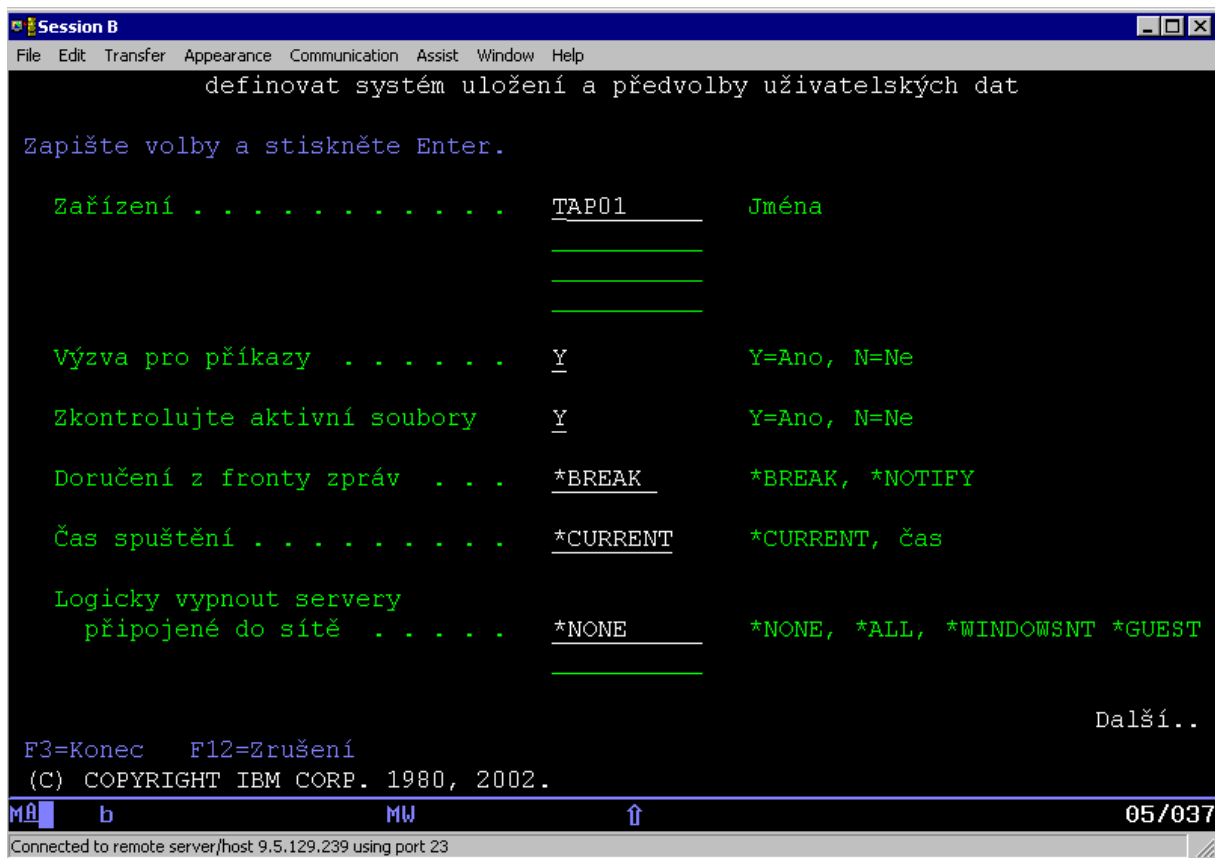 Session B
File Edit Transfer Appearance Communication Assist Window Help
definovat systém uložení a předvolby uživatelských dat
Zapište volby a stiskněte Enter.
Zařízení . . . . . . . . . . . TAP01 Jména
Výzva pro příkazy . . . . . . Y Y=Ano, N=Ne
Zkontrolujte aktivní soubory Y Y=Ano, N=Ne
Doručení z fronty zpráv . . . *BREAK *BREAK, *NOTIFY
Čas spuštění . . . . . . . . . *CURRENT *CURRENT, čas
Logicky vypnout servery
připojené do sítě . . . . . *NONE *NONE, *ALL, *WINDOWSNT *GUEST
Další..
F3=Konec F12=Zrušení
(C) COPYRIGHT IBM CORP. 1980, 2002.
MA b MW 05/037
Connected to remote server/host 9.5.129.239 using port 23